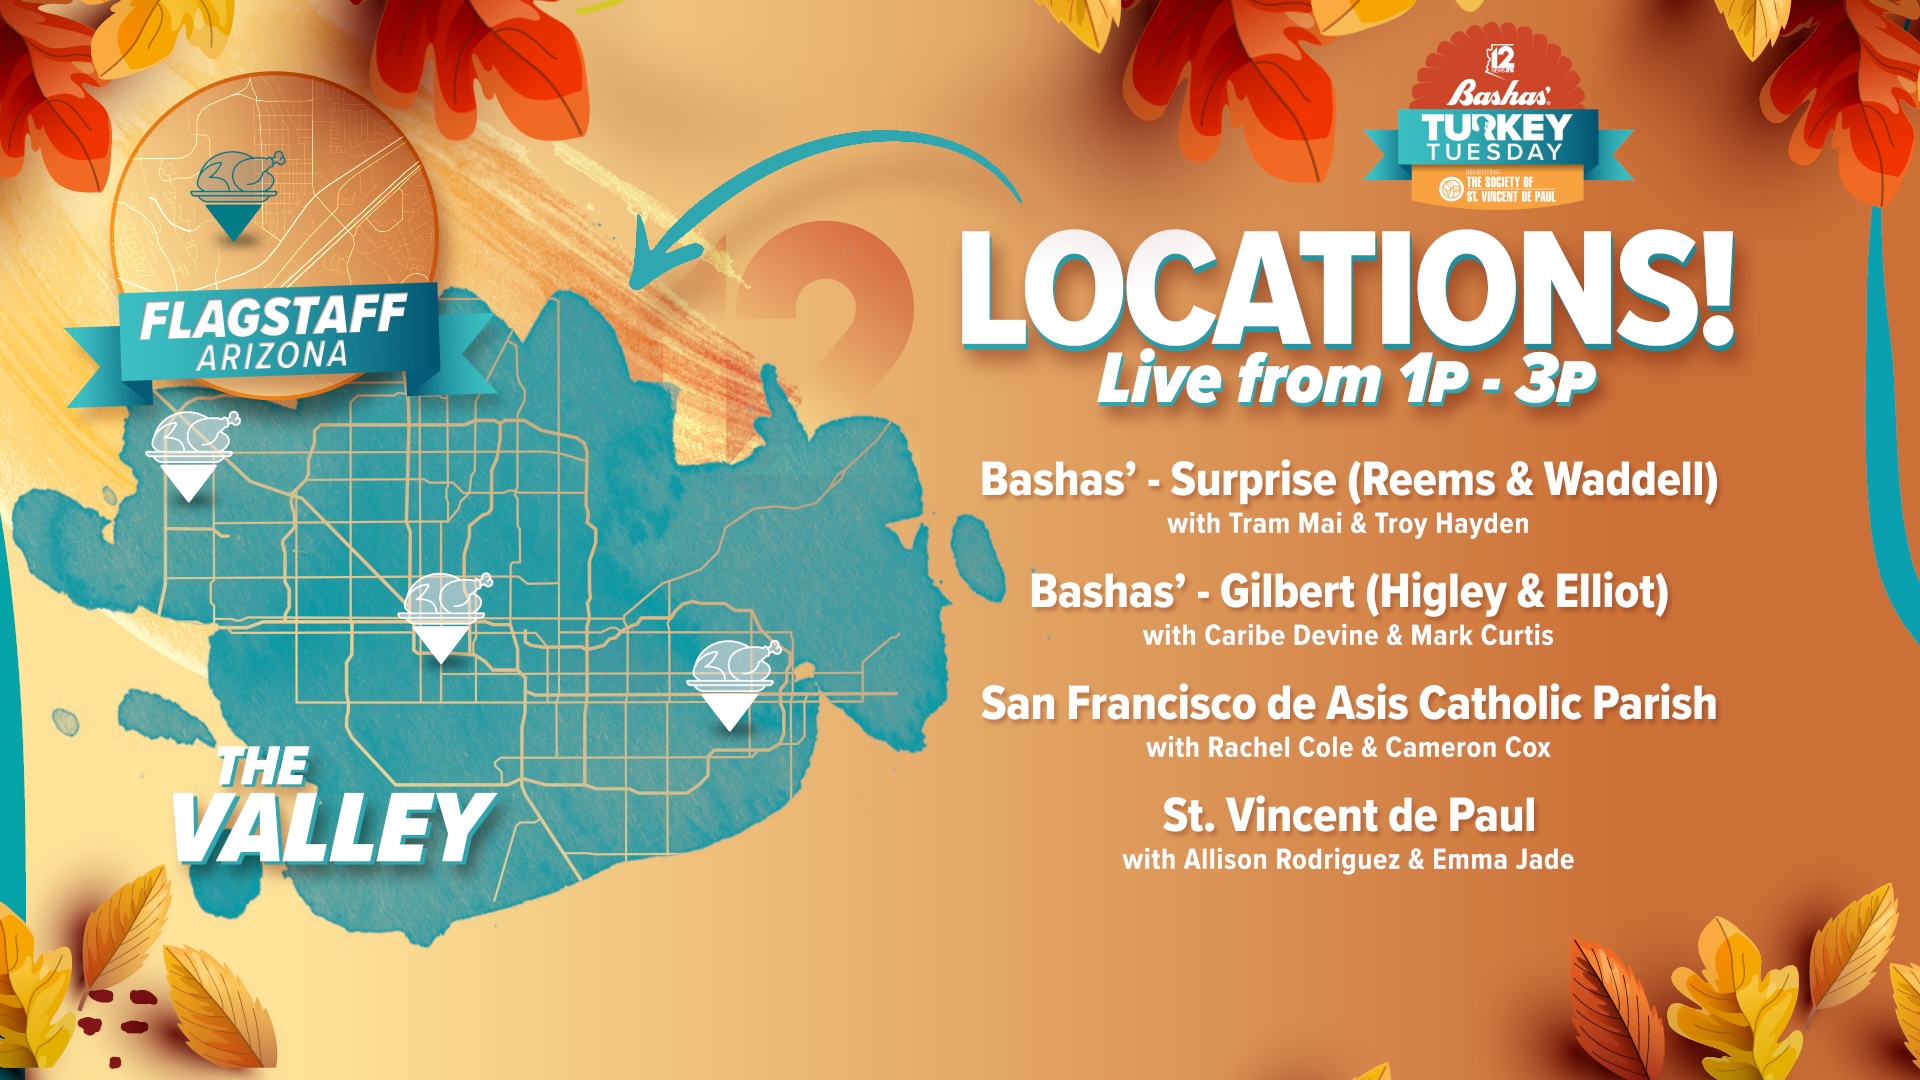 12
NEWS
Bashas'
TURKEY
TUESDAY
BENEFITING
THE SOCIETY OF
ST. VINCENT DE PAUL
FLAGSTAFF
ARIZONA
12
LOCATIONS!
Live from 1P - 3P
Bashas’ - Surprise (Reems & Waddell)
with Tram Mai & Troy Hayden
Bashas’ - Gilbert (Higley & Elliot)
with Caribe Devine & Mark Curtis
San Francisco de Asis Catholic Parish
with Rachel Cole & Cameron Cox
St. Vincent de Paul
with Allison Rodriguez & Emma Jade
THE
VALLEY